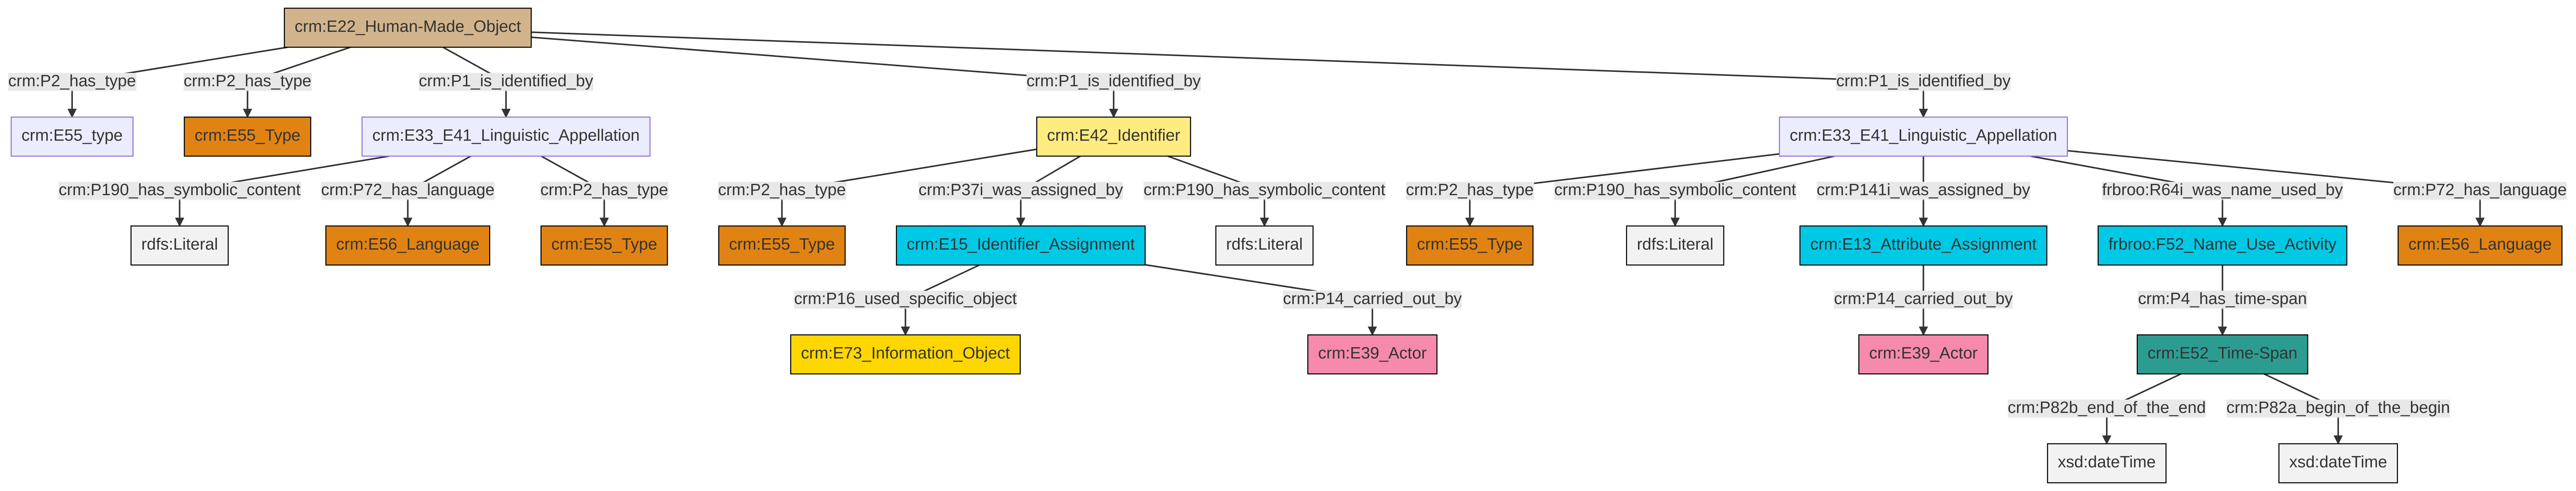 crm:E22_Human-Made_Object
crm:P2_has_type
crm:P2_has_type
crm:P1_is_identified_by
crm:P1_is_identified_by
crm:P1_is_identified_by
crm:E55_type
crm:E55_Type
crm:E33_E41_Linguistic_Appellation
crm:E42_Identifier
crm:E33_E41_Linguistic_Appellation
crm:P190_has_symbolic_content
crm:P72_has_language
crm:P2_has_type
crm:P2_has_type
crm:P37i_was_assigned_by
crm:P190_has_symbolic_content
crm:P2_has_type
crm:P190_has_symbolic_content
crm:P141i_was_assigned_by
frbroo:R64i_was_name_used_by
crm:P72_has_language
rdfs:Literal
crm:E56_Language
crm:E55_Type
crm:E55_Type
crm:E15_Identifier_Assignment
rdfs:Literal
crm:E55_Type
rdfs:Literal
crm:E13_Attribute_Assignment
frbroo:F52_Name_Use_Activity
crm:E56_Language
crm:P16_used_specific_object
crm:P14_carried_out_by
crm:P14_carried_out_by
crm:P4_has_time-span
crm:E73_Information_Object
crm:E39_Actor
crm:E39_Actor
crm:E52_Time-Span
crm:P82b_end_of_the_end
crm:P82a_begin_of_the_begin
xsd:dateTime
xsd:dateTime